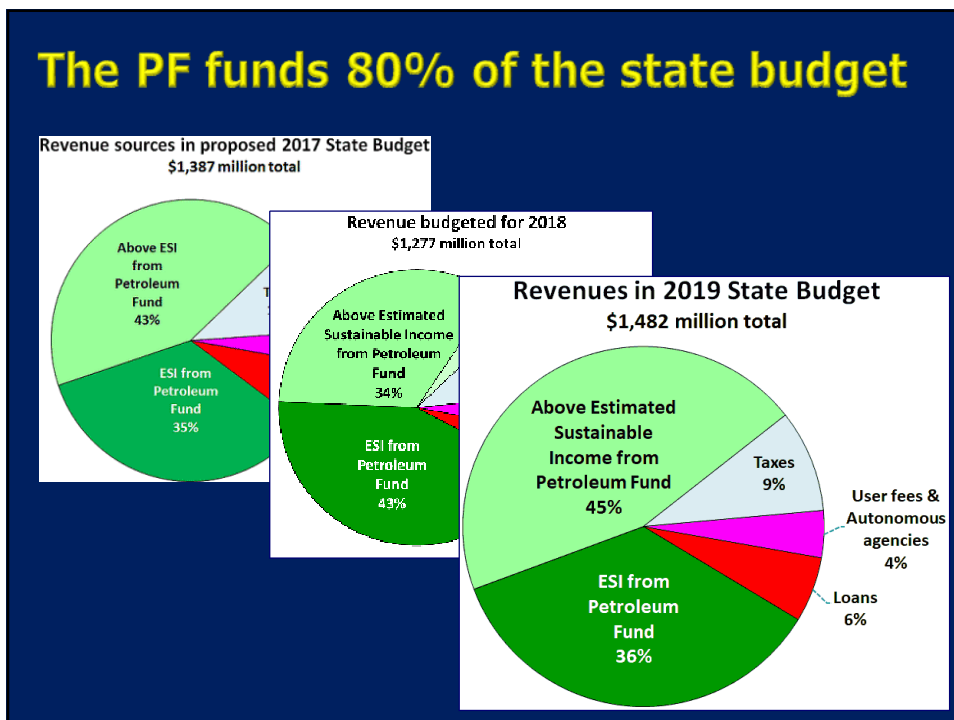 The PF funds 80% of the state budget
Revenue sources in proposed 2017 State Budget
$1,387 million total
Above ESI
from
Petroleum
Fund
43%
ESI from
Petroleum
Fund
35%
Revenue budgeted for 2018
$1,277 million total
Above Estimated
Sustainable Income
from Petroleum
Fund
34%
ESI from
Petroleum
Fund
43%
Revenues in 2019 State Budget
$1,482 million total
Above Estimated
Sustainable
Income from
Petroleum Fund
45%
Taxes
9%
User fees &
Autonomous
agencies
4%
Loans
6%
ESI from
Petroleum
Fund
36%